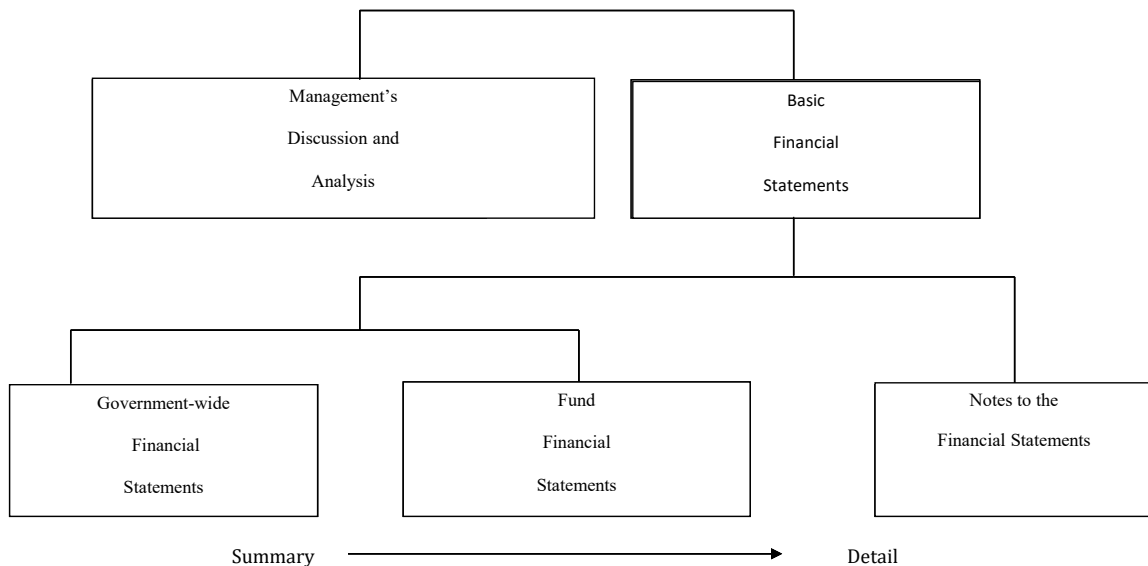 Management’s
Discussion and
Analysis
Basic
Financial
Statements
Government-wide
Financial
Statements
Fund
Financial
Statements
Notes to the
Financial Statements
Summary
Detail